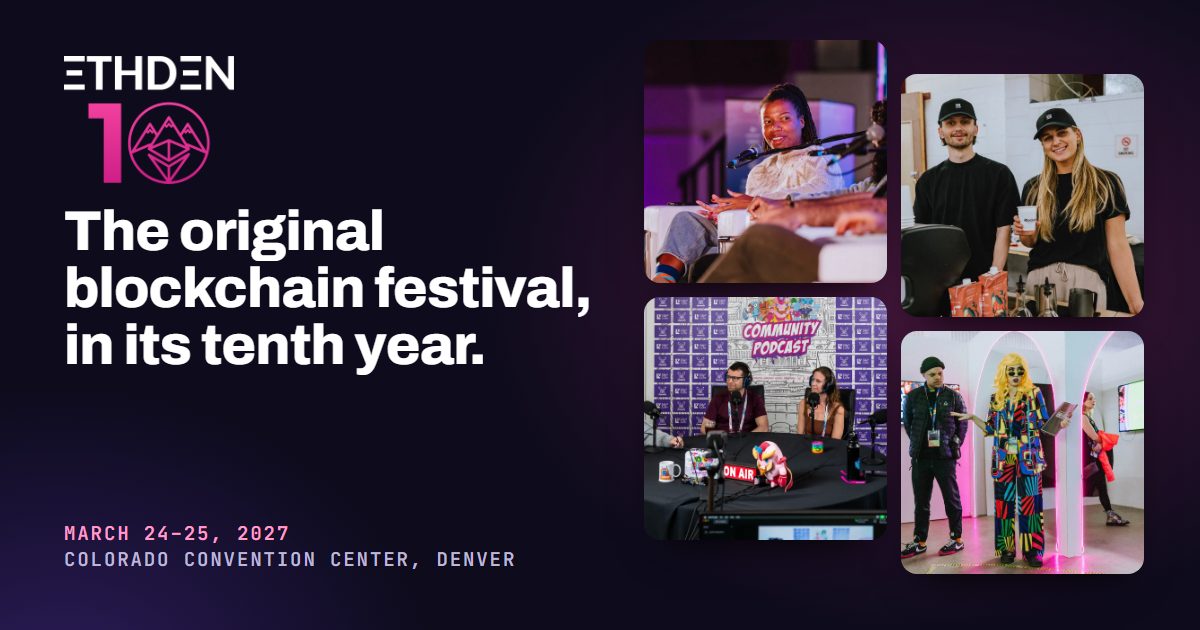 ETHDEN
10
The original
blockchain festival,
in its tenth year.
MARCH 24–25, 2027
COLORADO CONVENTION CENTER, DENVER
COMMUNITY
PODCAST
ON AIR